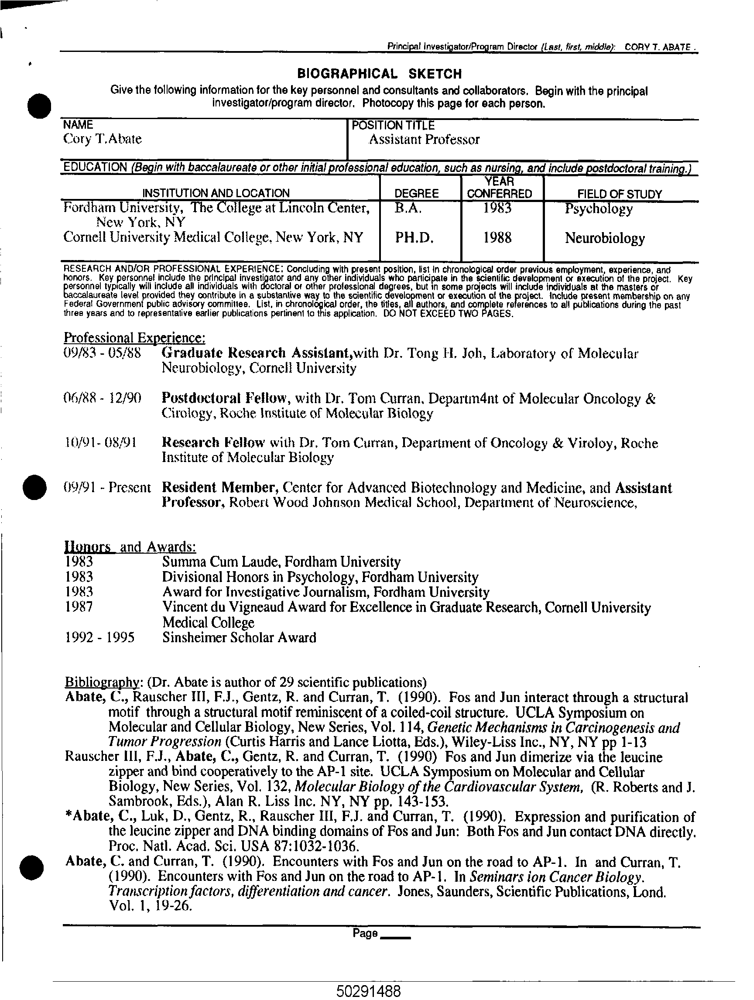 Principal Investigator/Program Director (Last, first, middle): CORY T. ABATE .
BIOGRAPHICAL SKETCH
Give the following information for the key personnel and consultants and collaborators. Begin with the principal
investigator/program director. Photocopy this page for each person.
NAME
POSITION TITLE
Cory T.Abate
Assistant Professor
EDUCATION (Begin with baccalaureate or other initial professional education, such as nursing, and include postdoctoral training.)
INSTITUTION AND LOCATION DEGREE YEAR CONFERRED FIELD OF STUDY
Fordham University, The College at Lincoln Center, B.A. 1983 Psychology
New York, NY
Cornell University Medical College, New York, NY PH.D. 1988 Neurobiology
RESEARCH AND/OR PROFESSIONAL EXPERIENCE: Concluding with present position, list in chronological order previous employment, experience, and
honors. Key personnel include the principal investigator and any other individuals who participate in the scientific development or execution of the project. Key
personnel typically will include all individuals with doctoral or other professional degrees, but in some projects will include individuals at the masters or
baccalaureate level provided they contribute in a substantive way to the scientific development or execution of the project. Include present membership on any
Federal Government public advisory committee. List, in chronological order, the titles, all authors, and complete references to all publications during the past
three years and to representative earlier publications pertinent to this application. DO NOT EXCEED TWO PAGES.
Professional Experience:
09/83 - 05/88 Graduate Research Assistant,with Dr. Tong H. Joh, Laboratory of Molecular
Neurobiology, Cornell University
06/88 - 12/90 Postdoctoral Fellow, with Dr. Tom Curran, Departm4nt of Molecular Oncology &
Cirology, Roche Institute of Molecular Biology
10/91- 08/91 Research Fellow with Dr. Tom Curran, Department of Oncology & Viroloy, Roche
Institute of Molecular Biology
09/91 - Present Resident Member, Center for Advanced Biotechnology and Medicine, and Assistant
Professor, Robert Wood Johnson Medical School, Department of Neuroscience,
Honors and Awards:
1983 Summa Cum Laude, Fordham University
1983 Divisional Honors in Psychology, Fordham University
1983 Award for Investigative Journalism, Fordham University
1987 Vincent du Vigneaud Award for Excellence in Graduate Research, Cornell University
Medical College
1992 - 1995 Sinsheimer Scholar Award
Bibliography: (Dr. Abate is author of 29 scientific publications)
Abate, C., Rauscher III, F.J., Gentz, R. and Curran, T. (1990). Fos and Jun interact through a structural
motif through a structural motif reminiscent of a coiled-coil structure. UCLA Symposium on
Molecular and Cellular Biology, New Series, Vol. 114, Genetic Mechanisms in Carcinogenesis and
Tumor Progression (Curtis Harris and Lance Liotta, Eds.), Wiley-Liss Inc., NY, NY pp 1-13
Rauscher III, F.J., Abate, C., Gentz, R. and Curran, T. (1990) Fos and Jun dimerize via the leucine
zipper and bind cooperatively to the AP-1 site. UCLA Symposium on Molecular and Cellular
Biology, New Series, Vol. 132, Molecular Biology of the Cardiovascular System, (R. Roberts and J.
Sambrook, Eds.), Alan R. Liss Inc. NY, NY pp. 143-153.
*Abate, C., Luk, D., Gentz, R., Rauscher III, F.J. and Curran, T. (1990). Expression and purification of
the leucine zipper and DNA binding domains of Fos and Jun: Both Fos and Jun contact DNA directly.
Proc. Natl. Acad. Sci. USA 87:1032-1036.
Abate, C. and Curran, T. (1990). Encounters with Fos and Jun on the road to AP-1. In and Curran, T.
(1990). Encounters with Fos and Jun on the road to AP-1. In Seminars ion Cancer Biology.
Transcription factors, differentiation and cancer. Jones, Saunders, Scientific Publications, Lond.
Vol. 1, 19-26.
Page
50291488